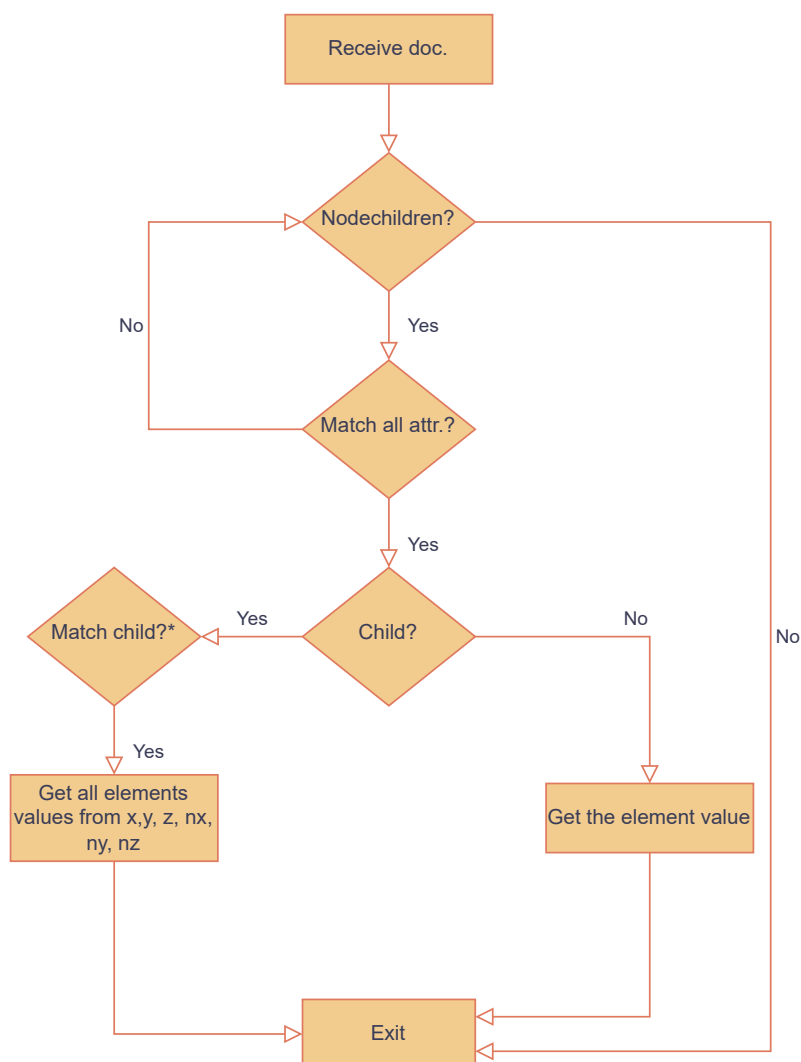 Receive doc.
Nodechildren?
No
Yes
Match all attr.?
Yes
Match child?*
Yes
Child?
No
No
Yes
Get all elements
values from x,y, z, nx,
ny, nz
Get the element value
Exit